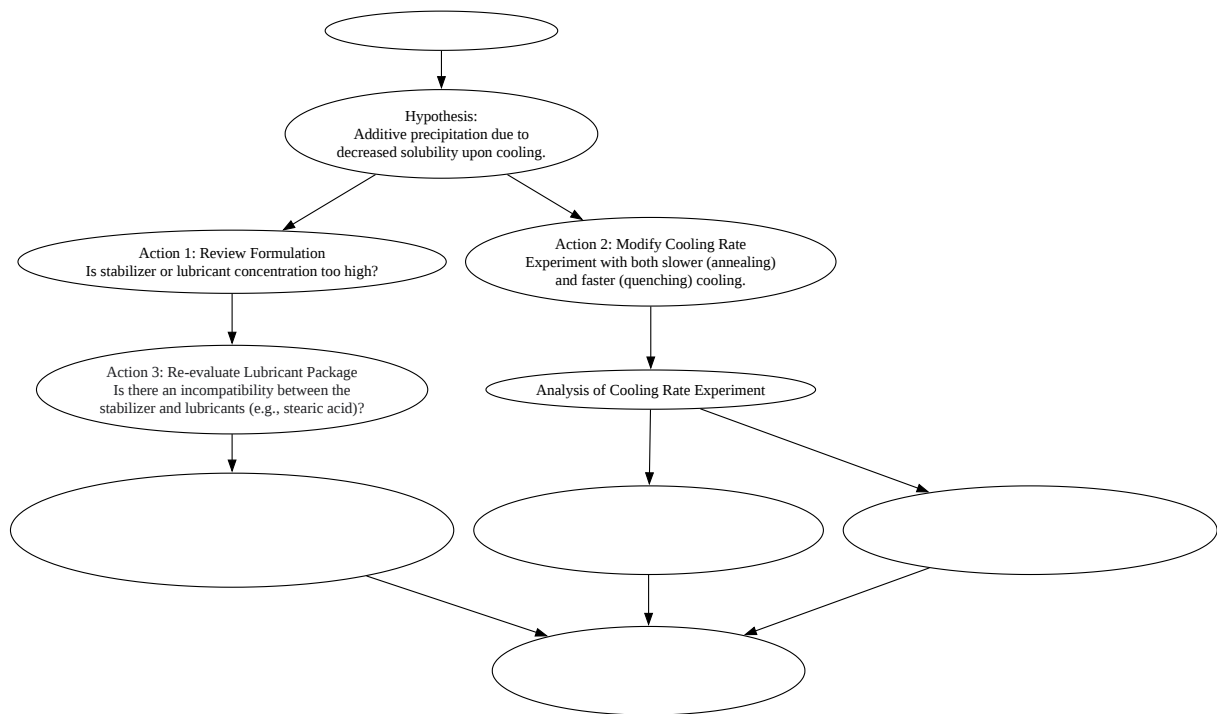 Hypothesis:
Additive precipitation due to
decreased solubility upon cooling.
Action 1: Review Formulation
Is stabilizer or lubricant concentration too high?
Action 2: Modify Cooling Rate
Experiment with both slower (annealing)
and faster (quenching) cooling.
Action 3: Re-evaluate Lubricant Package
Is there an incompatibility between the
stabilizer and lubricants (e.g., stearic acid)?
Analysis of Cooling Rate Experiment